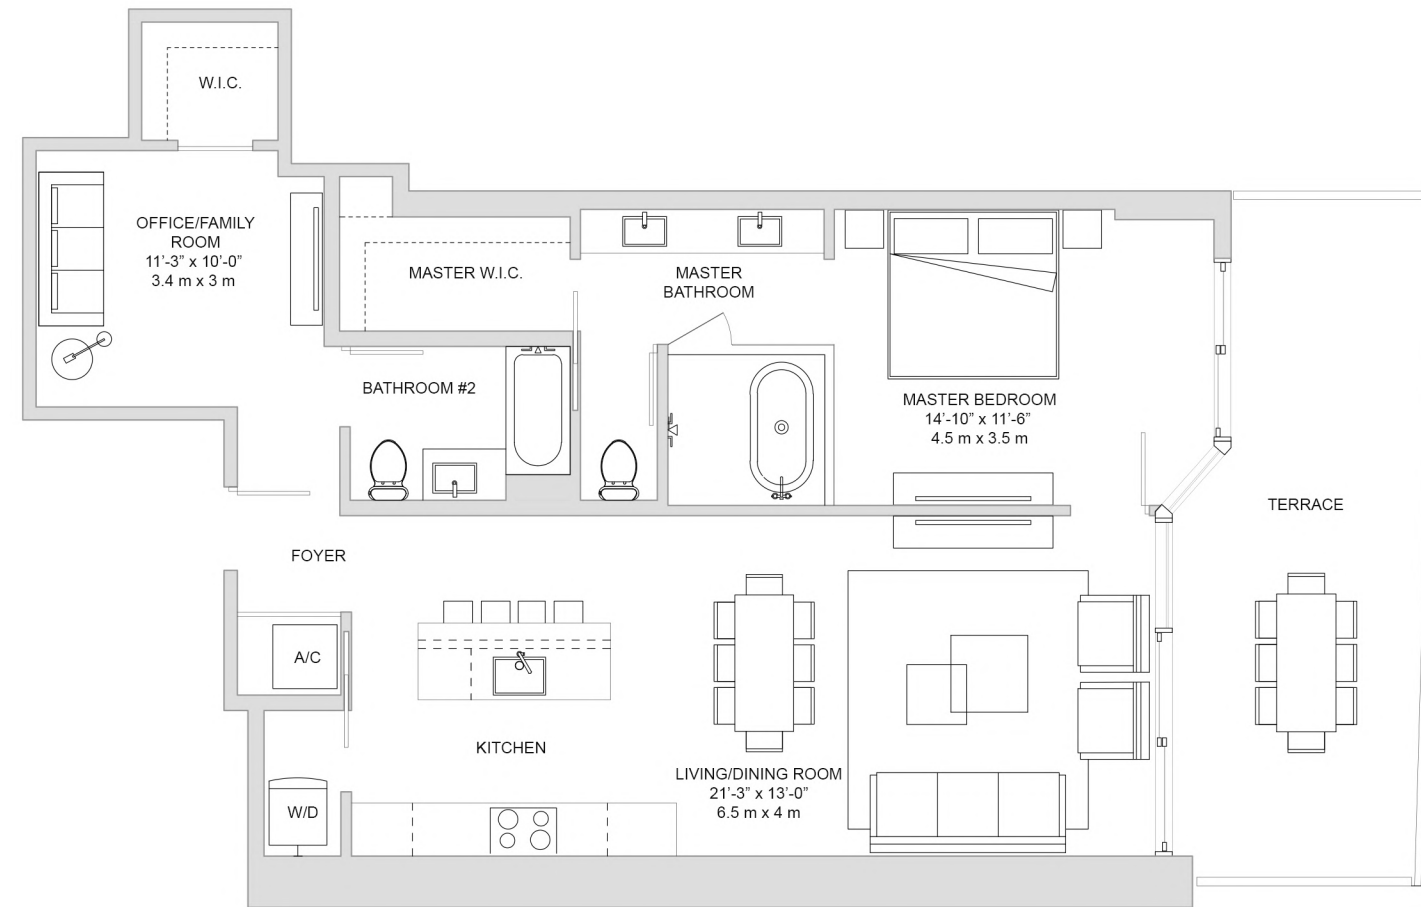 W.I.C.
OFFICE/FAMILY
ROOM
11'-3" x 10'-0"
3.4 m x 3 m
MASTER W.I.C.
MASTER
BATHROOM
BATHROOM #2
MASTER BEDROOM
14'-10" x 11'-6"
4.5 m x 3.5 m
TERRACE
FOYER
A/C
KITCHEN
LIVING/DINING ROOM
21'-3" x 13'-0"
6.5 m x 4 m
W/D